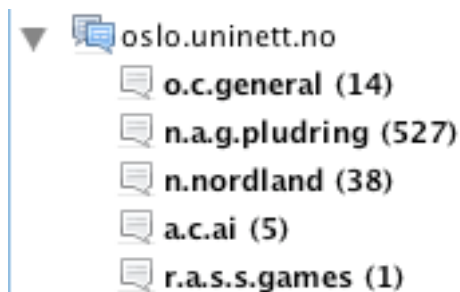 oslo.uninett.no
o.c.general (14)
n.a.g.pludring (527)
n.nordland (38)
a.c.ai (5)
r.a.s.s.games (1)